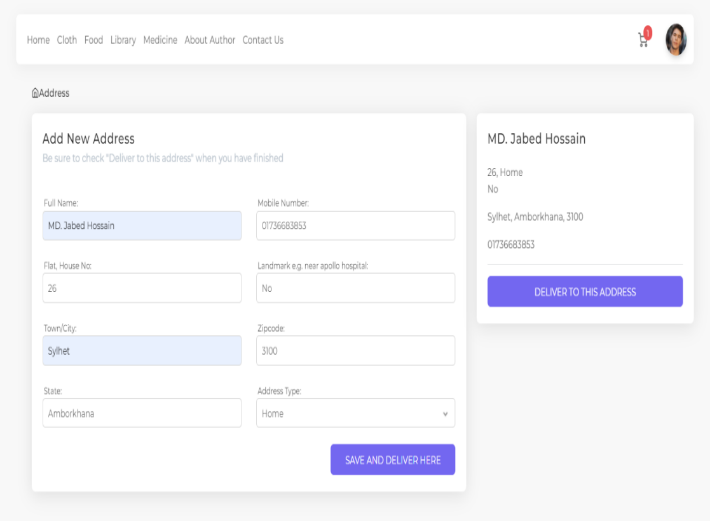 Home Cloth Food Library Medicine About Author Contact Us
1
Address
Add New Address
Be sure to check "Deliver to this address" when you have finished
Full Name:
MD. Jabed Hossain
Mobile Number:
01736683853
Flat, House No:
26
Landmark e.g. near apollo hospital:
No
Town/City:
Sylhet
Zipcode:
3100
State:
Amborkhana
Address Type:
Home
SAVE AND DELIVER HERE
MD. Jabed Hossain
26, Home
No
Sylhet, Amborkhana, 3100
01736683853
DELIVER TO THIS ADDRESS